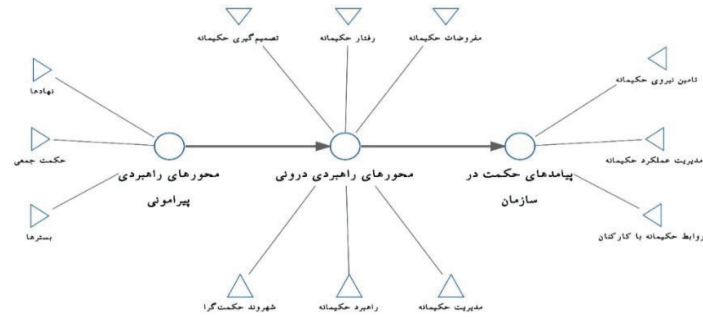 مفروضات حکیمانه
رفتار حکیمانه
تصمیم‌گیری حکیمانه
تامین نیروی حکیمانه
نهادها
مدیریت عملکرد حکیمانه
حکمت جمعی
پیامدهای حکمت در
سازمان
محورهای راهبردی درونی
محورهای راهبردی
پیرامونی
روابط حکیمانه با کارکنان
بسترها
مدیریت حکیمانه
راهبرد حکیمانه
شهروند حکمت‌گرا